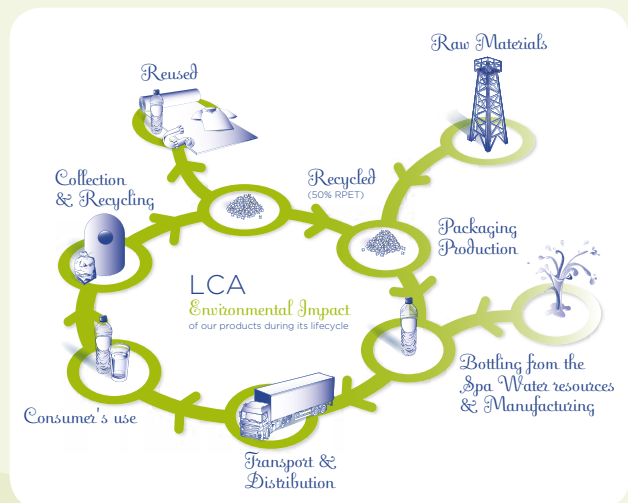 Raw Materials
Reused
Collection
& Recycling
Recycled
(50% RPET)
Packaging
Production
LCA
Environmental Impact
of our products during its lifecycle
Bottling from the
Spa Water resources
& Manufacturing
Consumer's use
Transport &
Distribution